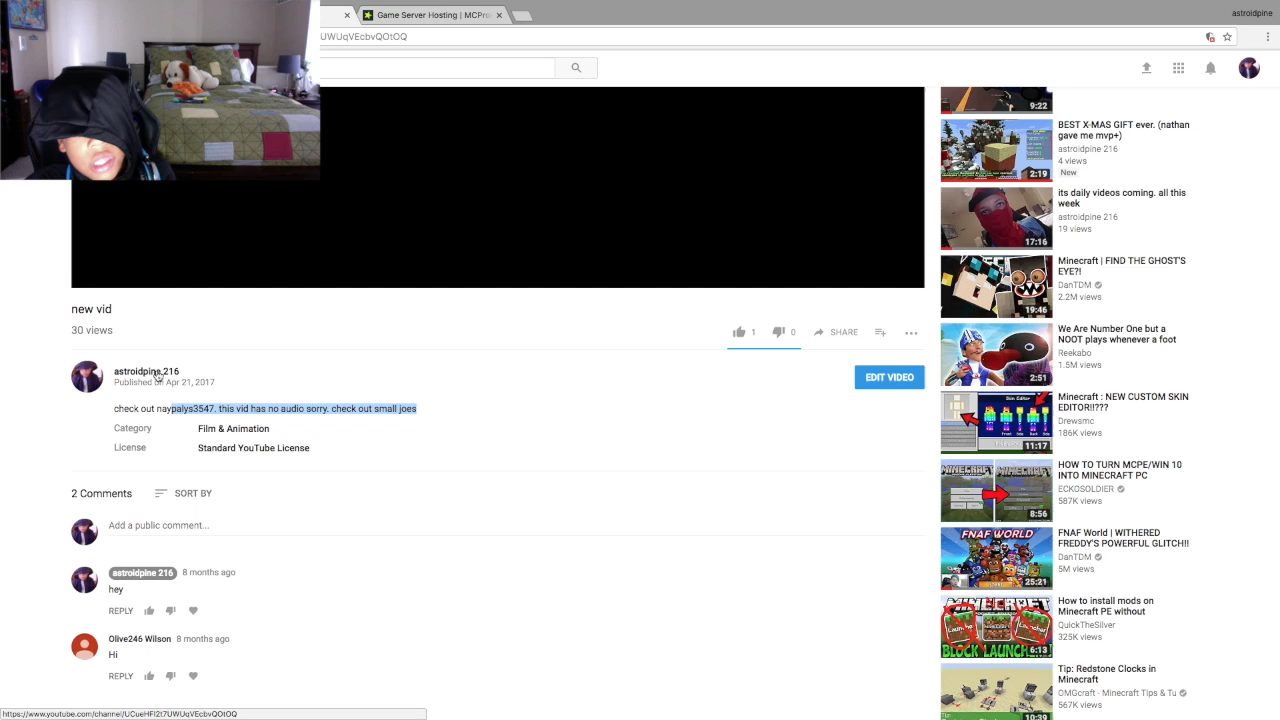 Game Server Hosting | MCPro
astroidpine
UWUqVEcbvQOtOQ
9:22
BEST X-MAS GIFT ever. (nathan
gave me mvp+)
astroidpine 216
4 views
New
2:19
its daily videos coming. all this
week
astroidpine 216
19 views
17:16
Minecraft | FIND THE GHOST'S
EYE?!
DanTDM
2.2M views
19:46
We Are Number One but a
NOOT plays whenever a foot
Reekabo
1.5M views
2:51
Minecraft : NEW CUSTOM SKIN
EDITOR!!???
Drewsmc
186K views
Skin Editor
11:17
HOW TO TURN MCPE/WIN 10
INTO MINECRAFT PC
ECKOSOLDIER
587K views
MINECRAFT
MINECRAFT
8:56
FNAF World | WITHERED
FREDDY'S POWERFUL GLITCH!!
DanTDM
5M views
FNAF WORLD
25:21
How to install mods on
Minecraft PE without
QuickTheSilver
325K views
MINECRAFT
BLOCK LAUNCH
6:13
Tip: Redstone Clocks in
Minecraft
OMGcraft - Minecraft Tips & Tu
567K views
10:39
new vid
30 views
1
0
SHARE
astroidpine 216
Published on Apr 21, 2017
EDIT VIDEO
check out naypalys3547. this vid has no audio sorry. check out small joes
Category
Film & Animation
License
Standard YouTube License
2 Comments
SORT BY
Add a public comment...
astroidpine 216
8 months ago
hey
REPLY
Olive246 Wilson
8 months ago
Hi
REPLY
https://www.youtube.com/channel/UCueHFl2t7UWUqVEcbvQOtOQ